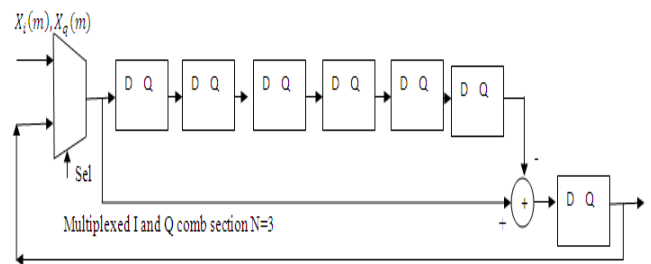 X_i(m), X_q(m)
D Q D Q D Q D Q D Q D Q
-
Sel
D Q
+
Multiplexed I and Q comb section N=3
+